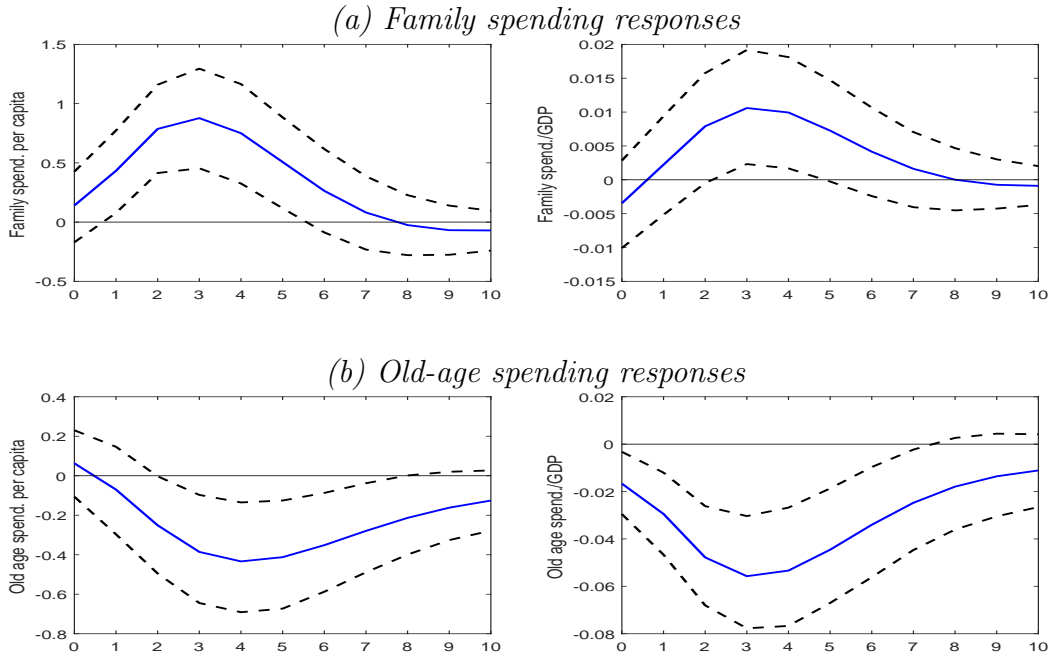 (a) Family spending responses
Family spend. per capita
1.5
1
0.5
0
-0.5
0 1 2 3 4 5 6 7 8 9 10
Family spend./GDP
0.02
0.015
0.01
0.005
0
-0.005
-0.01
-0.015
0 1 2 3 4 5 6 7 8 9 10
(b) Old-age spending responses
Old age spend. per capita
0.4
0.2
0
-0.2
-0.4
-0.6
-0.8
0 1 2 3 4 5 6 7 8 9 10
Old age spend./GDP
0.02
0
-0.02
-0.04
-0.06
-0.08
0 1 2 3 4 5 6 7 8 9 10